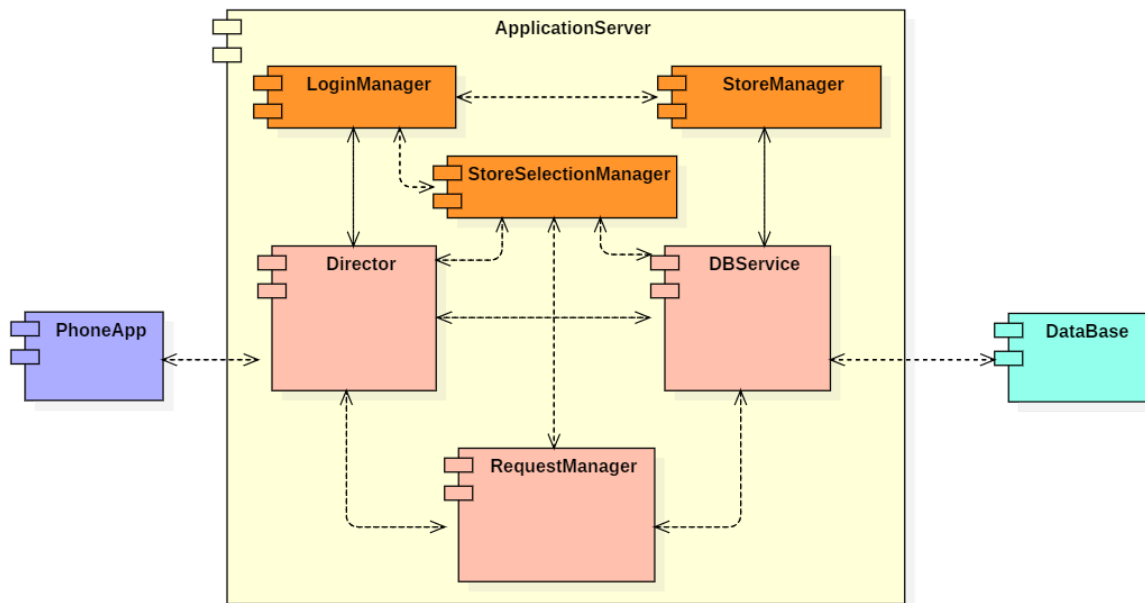 ApplicationServer
LoginManager
StoreManager
StoreSelectionManager
Director
DBService
PhoneApp
DataBase
RequestManager